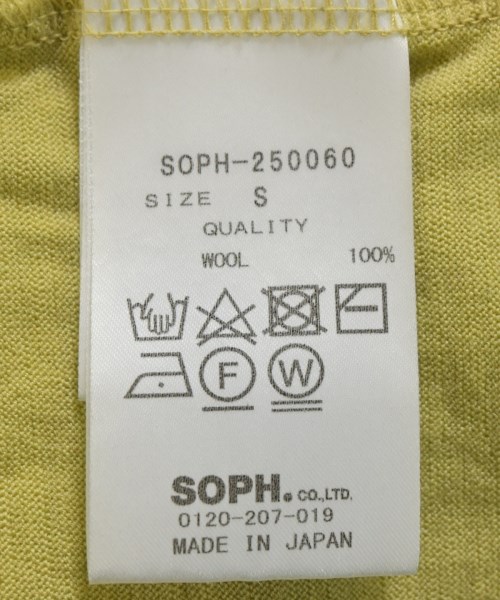 SOPH-250060
SIZE S
QUALITY
WOOL 100%
F W
SOPH. CO.,LTD.
0120-207-019
MADE IN JAPAN